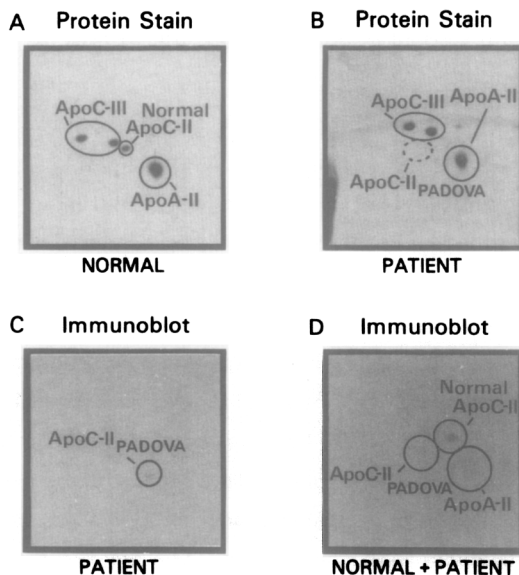 A Protein Stain
ApoC-III
Normal
ApoC-II
ApoA-II
NORMAL
B Protein Stain
ApoC-III
ApoA-II
ApoC-II PADOVA
PATIENT
C Immunoblot
ApoC-II PADOVA
PATIENT
D Immunoblot
Normal
ApoC-II
ApoC-II PADOVA
ApoA-II
NORMAL + PATIENT